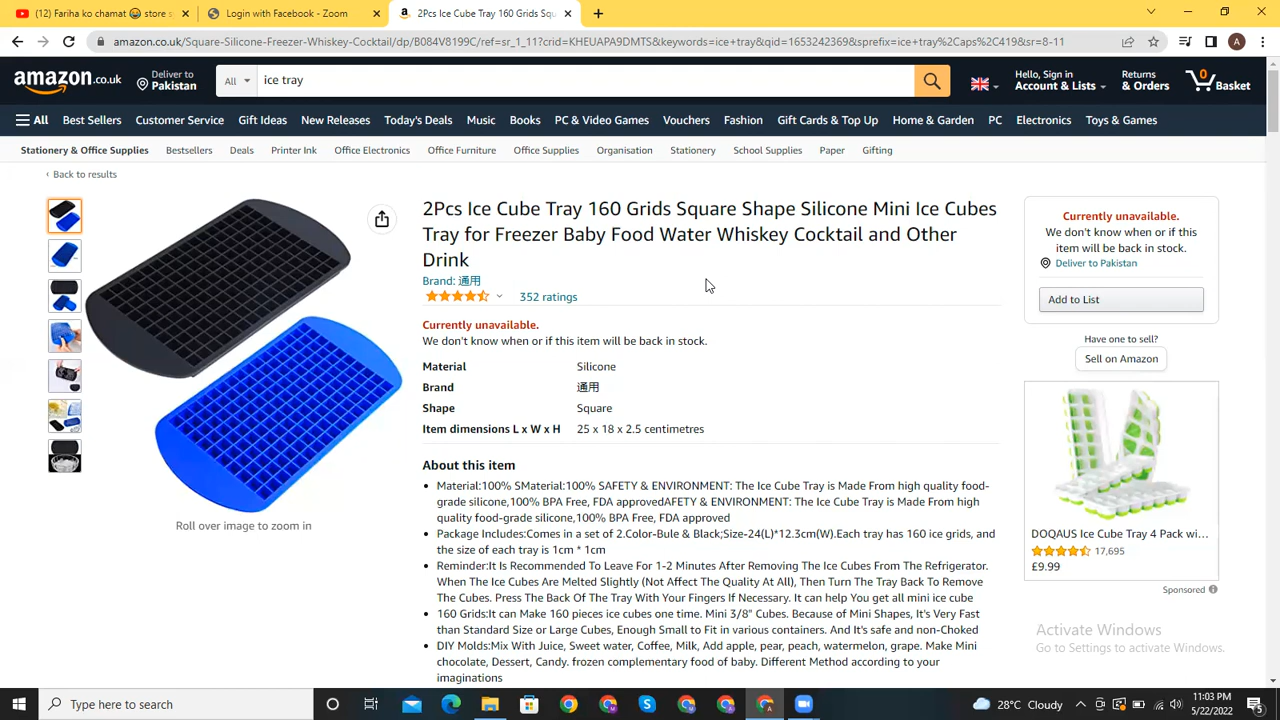 (12) Fariha ko chamat 😂 store s
Login with Facebook - Zoom
2Pcs Ice Cube Tray 160 Grids Squ
amazon.co.uk/Square-Silicone-Freezer-Whiskey-Cocktail/dp/B084V8199C/ref=sr_1_11?crid=KHEUAPA9DMTS&keywords=ice+tray&qid=1653242369&sprefix=ice+tray%2Caps%2C419&sr=8-11
A
amazon.co.uk
Deliver to
Pakistan
All
ice tray
Hello, Sign in
Account & Lists
Returns
& Orders
0
Basket
All
Best Sellers
Customer Service
Gift Ideas
New Releases
Today's Deals
Music
Books
PC & Video Games
Vouchers
Fashion
Gift Cards & Top Up
Home & Garden
PC
Electronics
Toys & Games
Stationery & Office Supplies
Bestsellers
Deals
Printer Ink
Office Electronics
Office Furniture
Office Supplies
Organisation
Stationery
School Supplies
Paper
Gifting
‹ Back to results
Roll over image to zoom in
2Pcs Ice Cube Tray 160 Grids Square Shape Silicone Mini Ice Cubes
Tray for Freezer Baby Food Water Whiskey Cocktail and Other
Drink
Brand: 通用
352 ratings
Currently unavailable.
We don't know when or if this item will be back in stock.
Material Silicone
Brand 通用
Shape Square
Item dimensions L x W x H 25 x 18 x 2.5 centimetres
About this item
• Material:100% SMaterial:100% SAFETY & ENVIRONMENT: The Ice Cube Tray is Made From high quality food-
grade silicone,100% BPA Free, FDA approvedAFETY & ENVIRONMENT: The Ice Cube Tray is Made From high
quality food-grade silicone,100% BPA Free, FDA approved
• Package Includes:Comes in a set of 2.Color-Bule & Black;Size-24(L)*12.3cm(W).Each tray has 160 ice grids, and
the size of each tray is 1cm * 1cm
• Reminder:It Is Recommended To Leave For 1-2 Minutes After Removing The Ice Cubes From The Refrigerator.
When The Ice Cubes Are Melted Slightly (Not Affect The Quality At All), Then Turn The Tray Back To Remove
The Cubes. Press The Back Of The Tray With Your Fingers If Necessary. It can help You get all mini ice cube
• 160 Grids:It can Make 160 pieces ice cubes one time. Mini 3/8" Cubes. Because of Mini Shapes, It's Very Fast
than Standard Size or Large Cubes, Enough Small to Fit in various containers. And It's safe and non-Choked
• DIY Molds:Mix With Juice, Sweet water, Coffee, Milk, Add apple, pear, peach, watermelon, grape. Make Mini
chocolate, Dessert, Candy. frozen complementary food of baby. Different Method according to your
imaginations
Currently unavailable.
We don't know when or if this
item will be back in stock.
Deliver to Pakistan
Add to List
Have one to sell?
Sell on Amazon
DOQAUS Ice Cube Tray 4 Pack wi...
17,695
£9.99
Sponsored
Activate Windows
Go to Settings to activate Windows.
Type here to search
28°C Cloudy
11:03 PM
5/22/2022
5